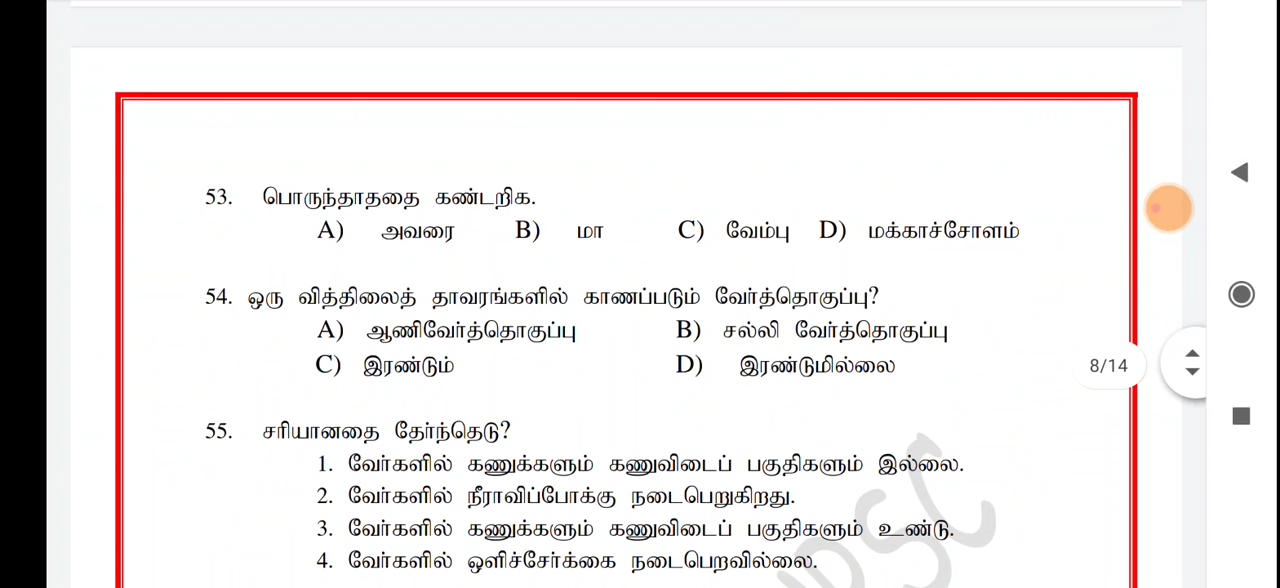 53. பொருந்தாததை கண்டறிக.
A) அவரை B) மா C) வேம்பு D) மக்காச்சோளம்
54. ஒரு வித்திலைத் தாவரங்களில் காணப்படும் வேர்த்தொகுப்பு?
A) ஆணிவேர்த்தொகுப்பு B) சல்லி வேர்த்தொகுப்பு
C) இரண்டும் D) இரண்டுமில்லை
8/14
55. சரியானதை தேர்ந்தெடு?
1. வேர்களில் கணுக்களும் கணுவிடைப் பகுதிகளும் இல்லை.
2. வேர்களில் நீராவிப்போக்கு நடைபெறுகிறது.
3. வேர்களில் கணுக்களும் கணுவிடைப் பகுதிகளும் உண்டு.
4. வேர்களில் ஒளிச்சேர்க்கை நடைபெறவில்லை.